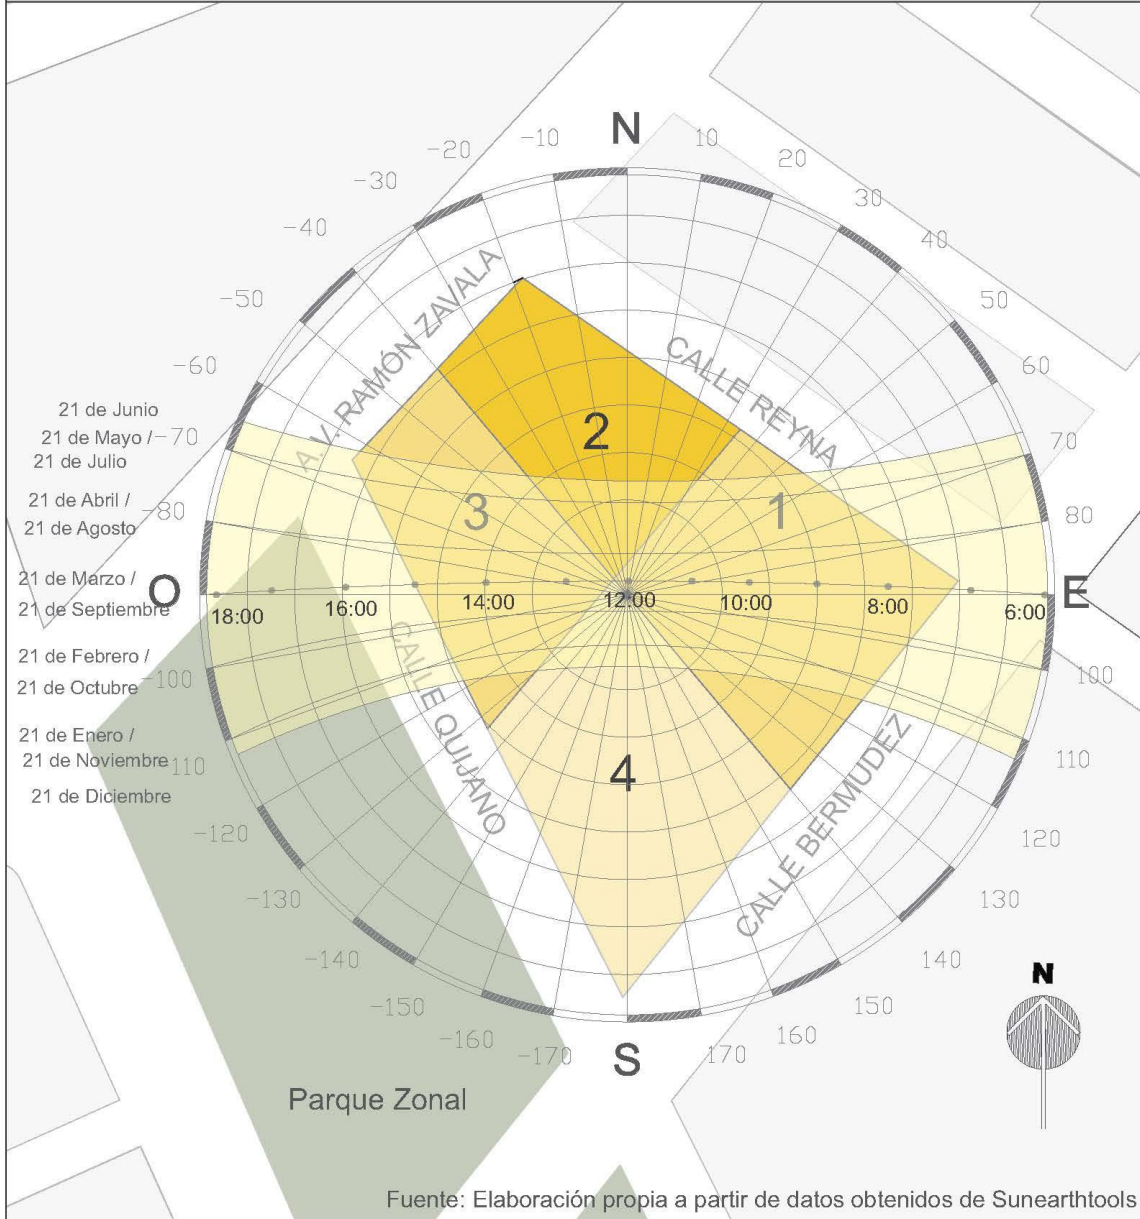 N
-10
10
-20
20
-30
30
-40
40
-50
50
-60
60
-70
70
-80
80
A.V. RAMÓN ZAVALA
CALLE REYNA
2
3
1
21 de Junio
21 de Mayo /
21 de Julio
21 de Abril /
21 de Agosto
21 de Marzo /
21 de Septiembre
21 de Febrero /
21 de Octubre
21 de Enero /
21 de Noviembre
21 de Diciembre
O
E
18:00
16:00
14:00
12:00
10:00
8:00
6:00
CALLE QUIJANO
4
CALLE BERMUDEZ
-100
100
-110
110
-120
120
-130
130
-140
140
-150
150
-160
160
-170
170
S
N
Parque Zonal
Fuente: Elaboración propia a partir de datos obtenidos de Sunearthtools